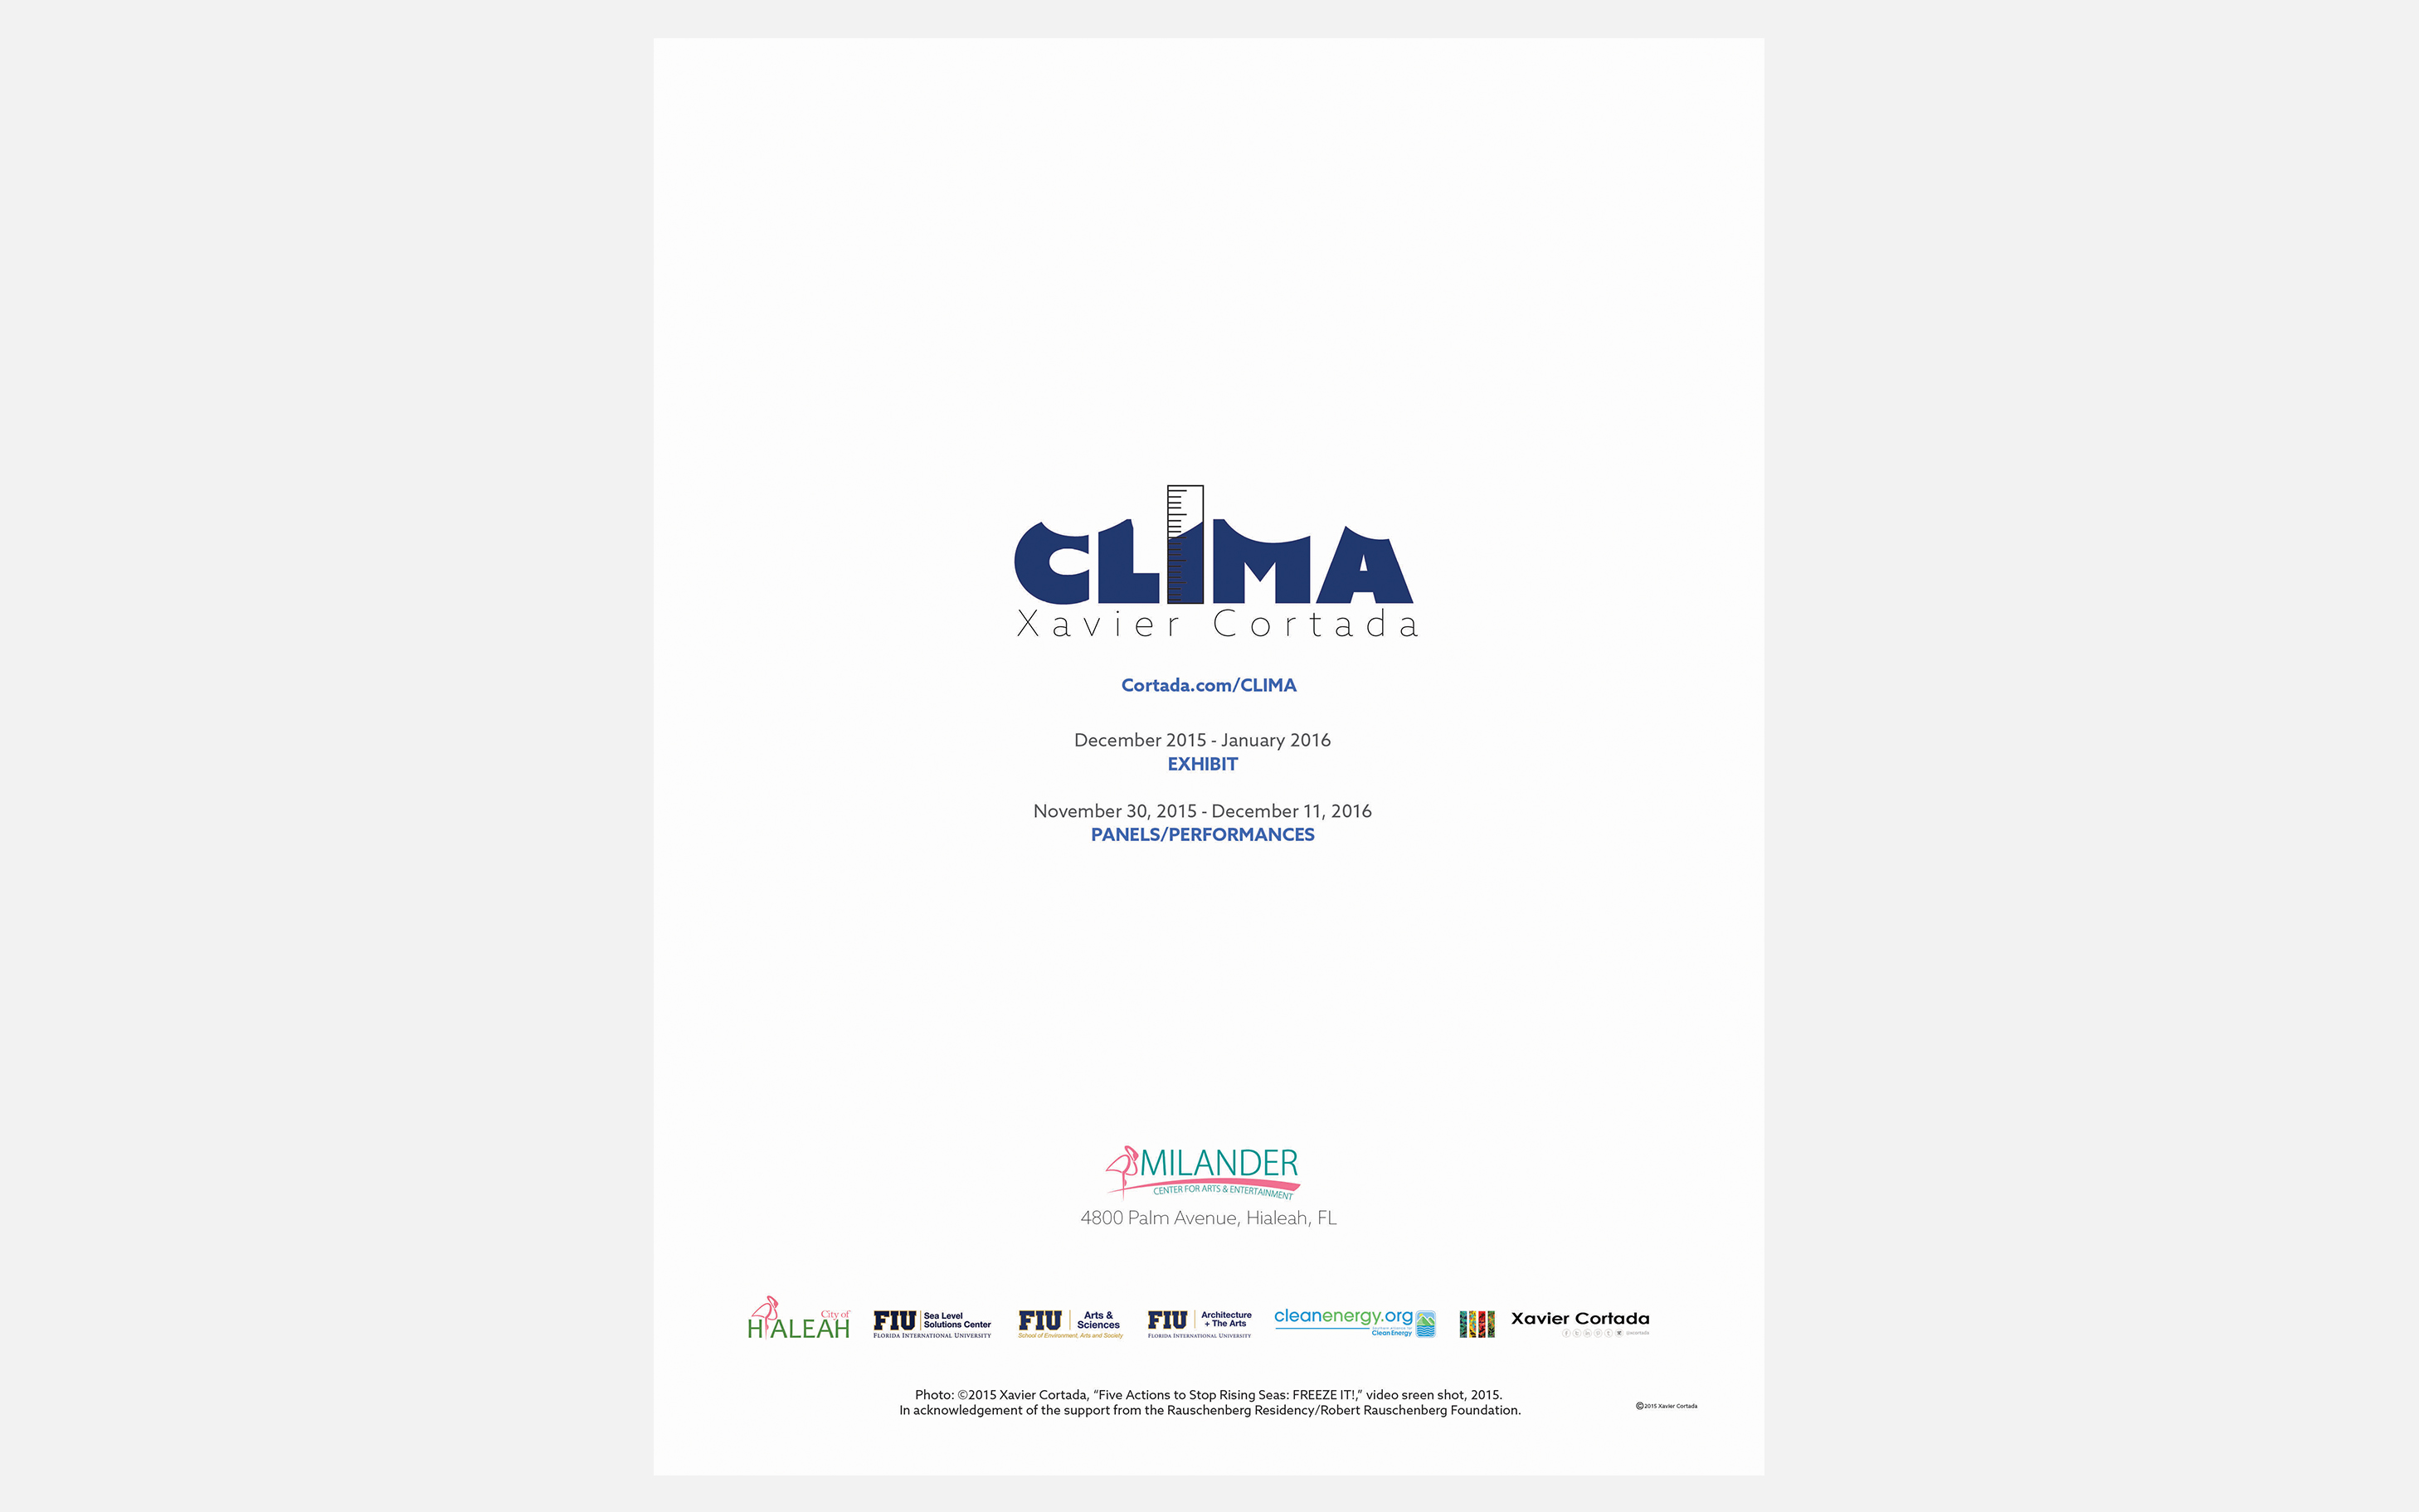 CLIMA
Xavier Cortada
Cortada.com/CLIMA
December 2015 - January 2016
EXHIBIT
November 30, 2015 - December 11, 2016
PANELS/PERFORMANCES
MILANDER
CENTER FOR ARTS & ENTERTAINMENT
4800 Palm Avenue, Hialeah, FL
City of
HIALEAH
FIU Sea Level
Solutions Center
FLORIDA INTERNATIONAL UNIVERSITY
FIU Arts &
Sciences
School of Environment, Arts and Society
FIU Architecture
+ The Arts
FLORIDA INTERNATIONAL UNIVERSITY
cleanenergy.org
Southern Alliance for
Clean Energy
Xavier Cortada
@xcortada
Photo: ©2015 Xavier Cortada, “Five Actions to Stop Rising Seas: FREEZE IT!,” video sreen shot, 2015.
In acknowledgement of the support from the Rauschenberg Residency/Robert Rauschenberg Foundation.
©2015 Xavier Cortada